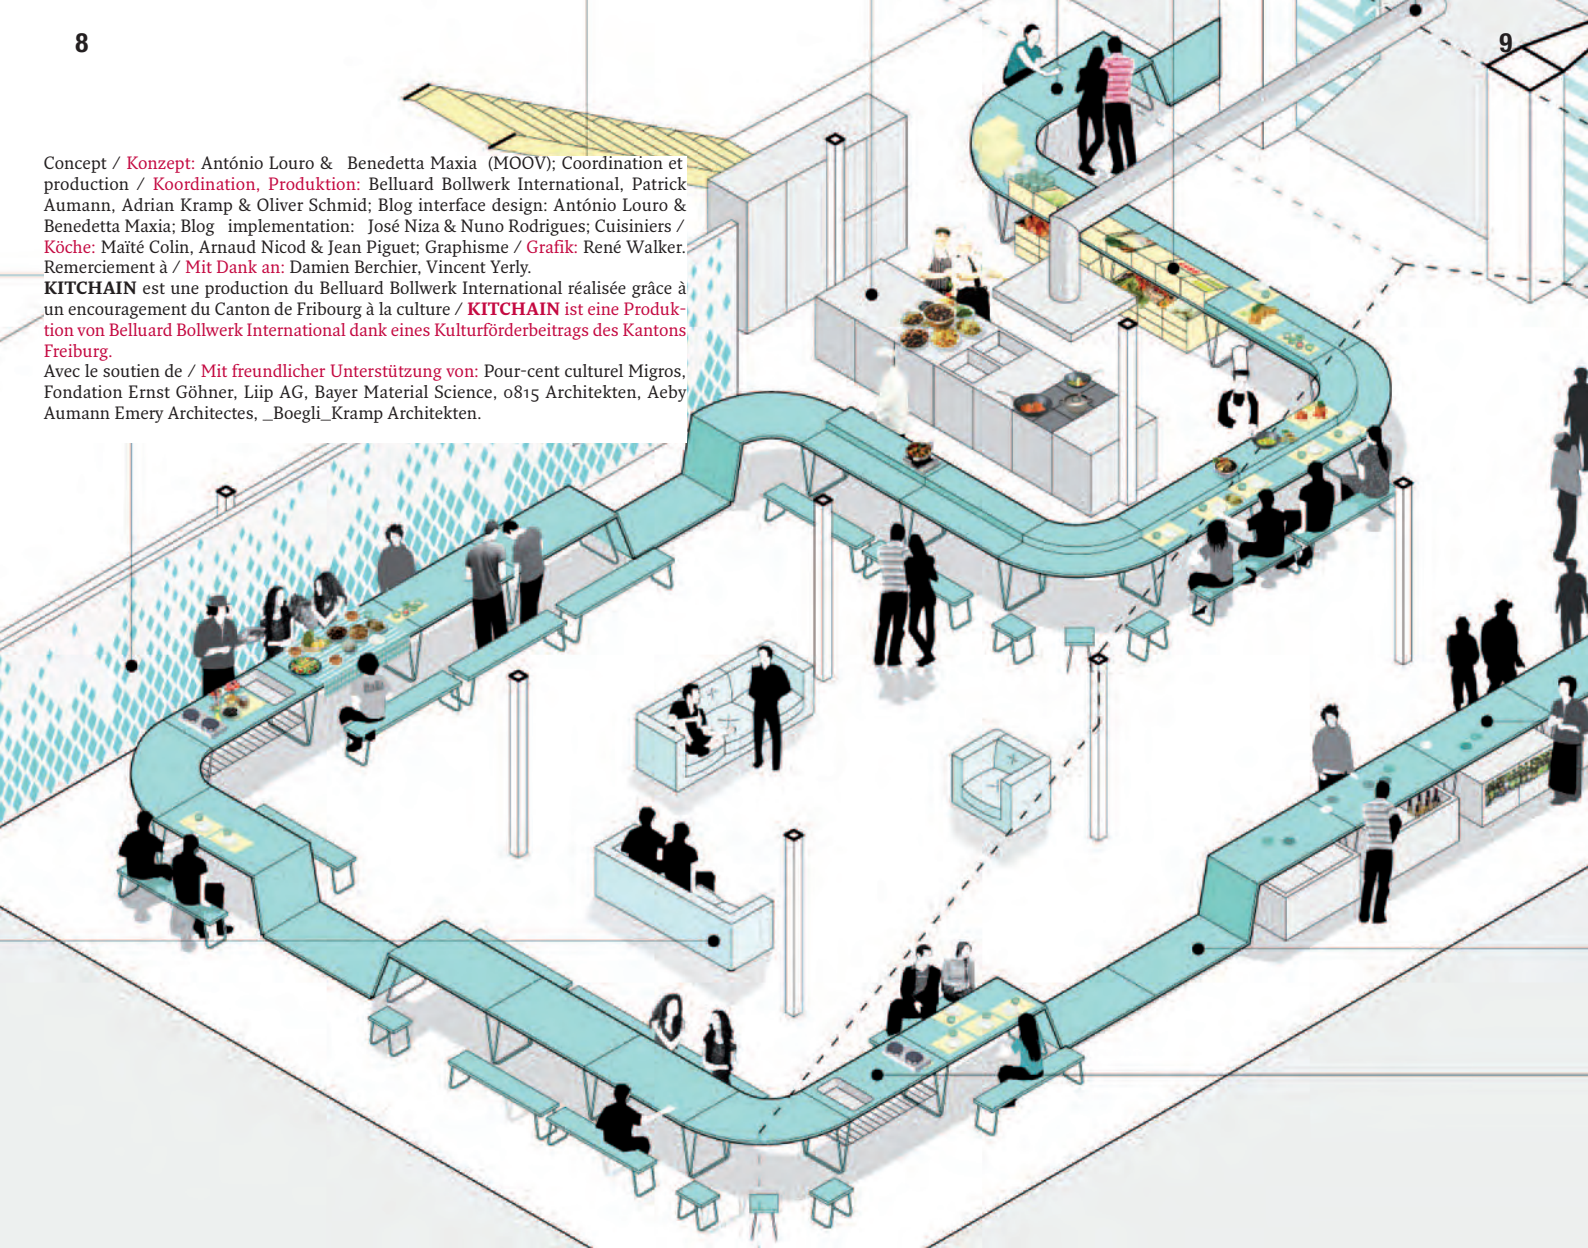 8
9
Concept / Konzept: António Louro & Benedetta Maxia (MOOV); Coordination et
production / Koordination, Produktion: Belluard Bollwerk International, Patrick
Aumann, Adrian Kramp & Oliver Schmid; Blog interface design: António Louro &
Benedetta Maxia; Blog implementation: José Niza & Nuno Rodrigues; Cuisiniers /
Köche: Maïté Colin, Arnaud Nicod & Jean Piguet; Graphisme / Grafik: René Walker.
Remerciement à / Mit Dank an: Damien Berchier, Vincent Yerly.
KITCHAIN est une production du Belluard Bollwerk International réalisée grâce à
un encouragement du Canton de Fribourg à la culture / KITCHAIN ist eine Produk-
tion von Belluard Bollwerk International dank eines Kulturförderbeitrags des Kantons
Freiburg.
Avec le soutien de / Mit freundlicher Unterstützung von: Pour-cent culturel Migros,
Fondation Ernst Göhner, Liip AG, Bayer Material Science, 0815 Architekten, Aeby
Aumann Emery Architectes, _Boegli_Kramp Architekten.